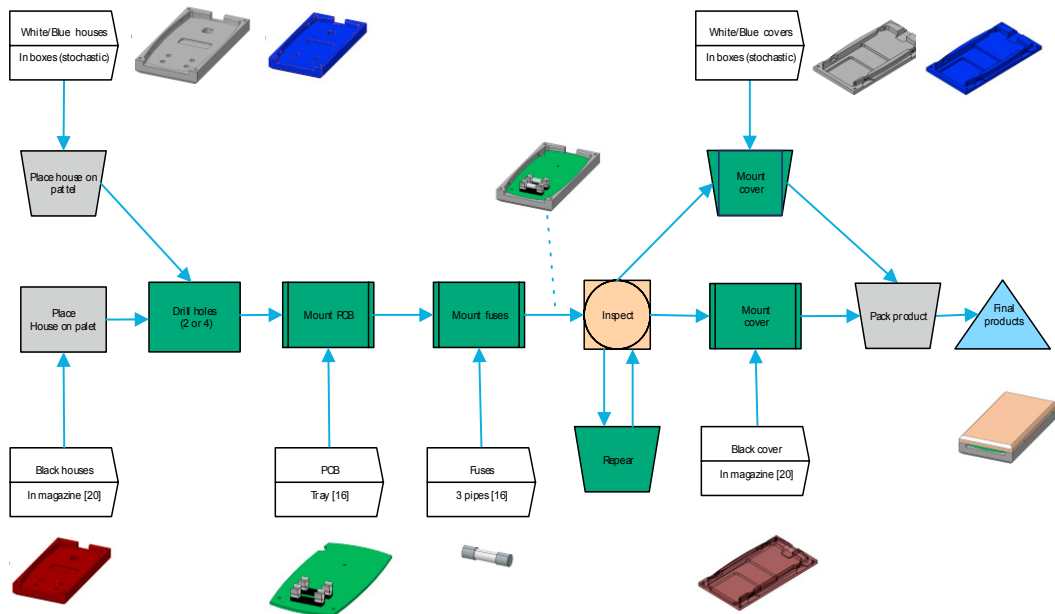 White/Blue houses
In boxes (stochastic)
White/Blue covers
In boxes (stochastic)
Place house on
pattel
Mount
cover
Place
House on palet
Drill holes
(2 or 4)
Mount PCB
Mount fuses
Inspect
Mount
cover
Pack product
Final
products
Black houses
In magazine [20]
PCB
Tray [16]
Fuses
3 pipes [16]
Repear
Black cover
In magazine [20]